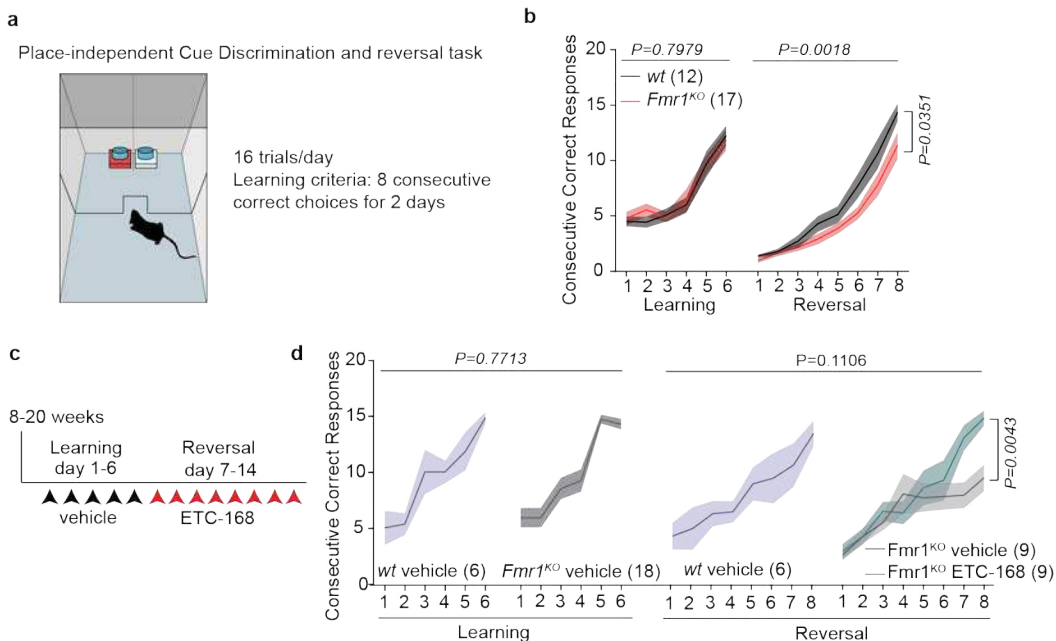 a
Place-independent Cue Discrimination and reversal task
16 trials/day
Learning criteria: 8 consecutive
correct choices for 2 days
b
Consecutive Correct Responses
20
15
10
5
0
P=0.7979
P=0.0018
wt (12)
Fmr1KO (17)
P=0.0351
1 2 3 4 5 6
1 2 3 4 5 6 7 8
Learning
Reversal
c
8-20 weeks
Learning
day 1-6
Reversal
day 7-14
vehicle
ETC-168
d
Consecutive Correct Responses
20
15
10
5
0
P=0.7713
P=0.1106
P=0.0043
wt vehicle (6)
Fmr1KO vehicle (18)
wt vehicle (6)
Fmr1KO vehicle (9)
Fmr1KO ETC-168 (9)
1 2 3 4 5 6
1 2 3 4 5 6
1 2 3 4 5 6 7 8
1 2 3 4 5 6 7 8
Learning
Reversal